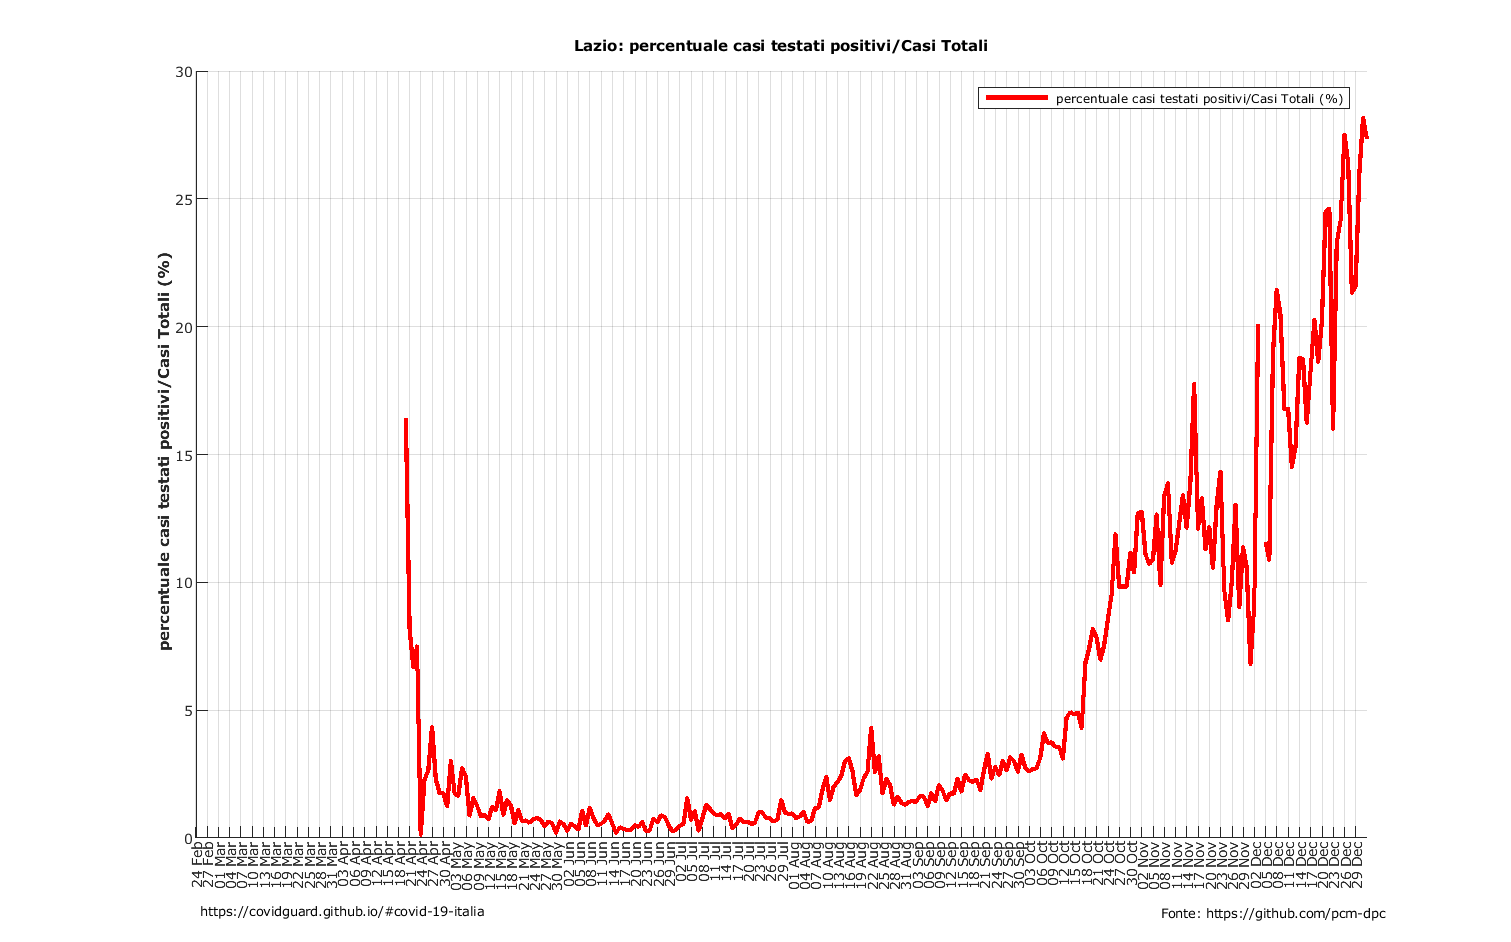 Lazio: percentuale casi testati positivi/Casi Totali
percentuale casi testati positivi/Casi Totali (%)
percentuale casi testati positivi/Casi Totali (%)
30
25
20
15
10
5
0
24 Feb
27 Feb
01 Mar
04 Mar
07 Mar
10 Mar
13 Mar
16 Mar
19 Mar
22 Mar
25 Mar
28 Mar
31 Mar
03 Apr
06 Apr
09 Apr
12 Apr
15 Apr
18 Apr
21 Apr
24 Apr
27 Apr
30 Apr
03 May
06 May
09 May
12 May
15 May
18 May
21 May
24 May
27 May
30 May
02 Jun
05 Jun
08 Jun
11 Jun
14 Jun
17 Jun
20 Jun
23 Jun
26 Jun
29 Jun
02 Jul
05 Jul
08 Jul
11 Jul
14 Jul
17 Jul
20 Jul
23 Jul
26 Jul
29 Jul
01 Aug
04 Aug
07 Aug
10 Aug
13 Aug
16 Aug
19 Aug
22 Aug
25 Aug
28 Aug
31 Aug
03 Sep
06 Sep
09 Sep
12 Sep
15 Sep
18 Sep
21 Sep
24 Sep
27 Sep
30 Sep
03 Oct
06 Oct
09 Oct
12 Oct
15 Oct
18 Oct
21 Oct
24 Oct
27 Oct
30 Oct
02 Nov
05 Nov
08 Nov
11 Nov
14 Nov
17 Nov
20 Nov
23 Nov
26 Nov
29 Nov
02 Dec
05 Dec
08 Dec
11 Dec
14 Dec
17 Dec
20 Dec
23 Dec
26 Dec
29 Dec
https://covidguard.github.io/#covid-19-italia
Fonte: https://github.com/pcm-dpc